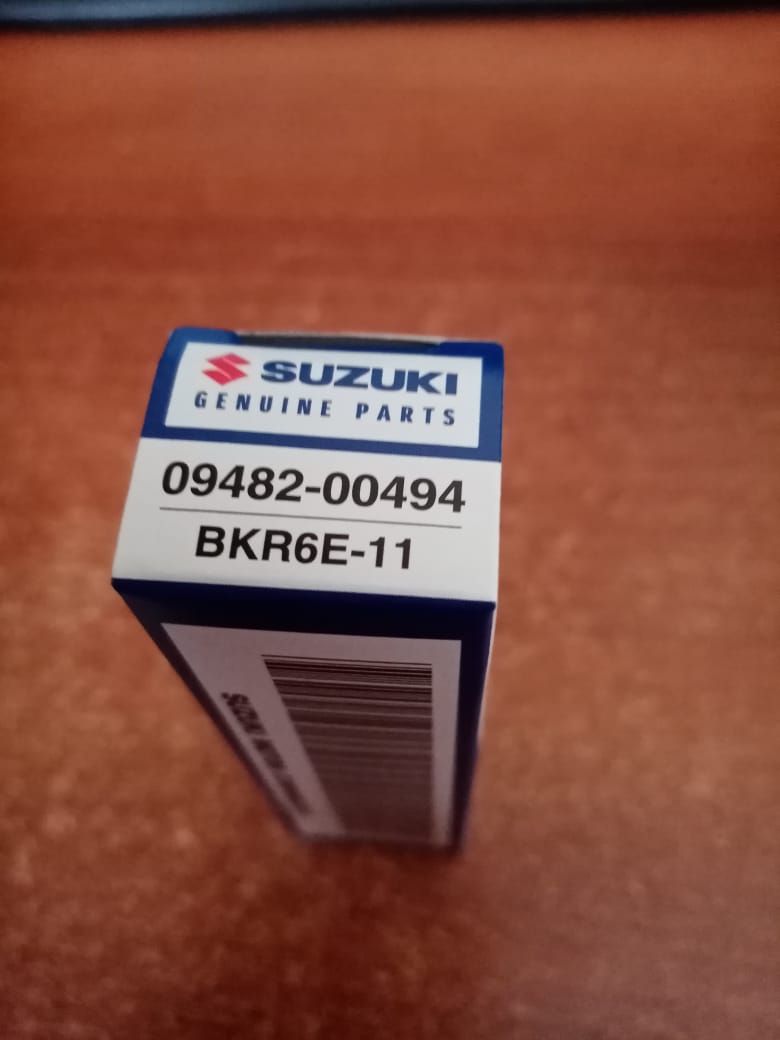 SUZUKI
GENUINE PARTS
09482-00494
BKR6E-11